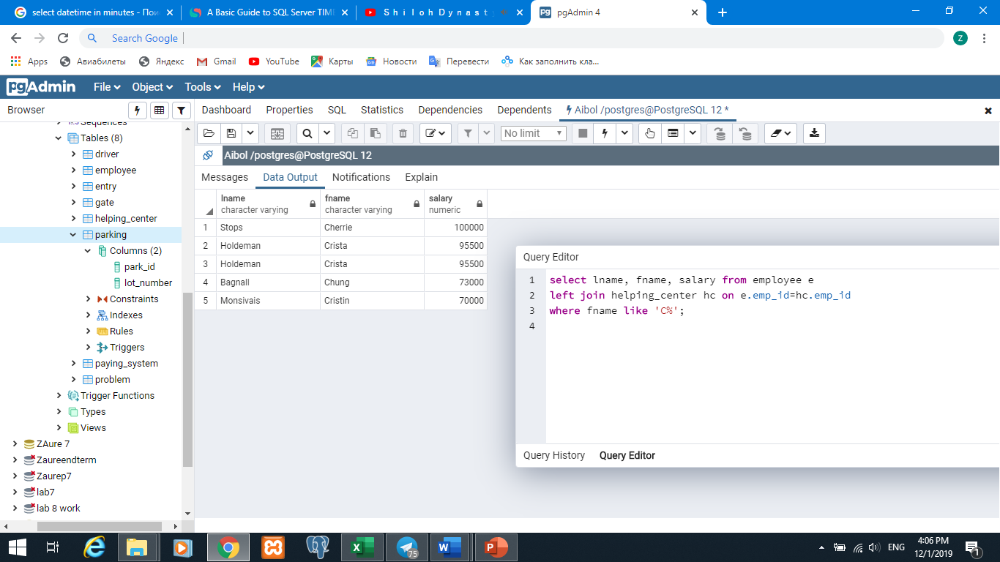 select datetime in minutes - Пои
A Basic Guide to SQL Server TIME
S h i l o h D y n a s t
pgAdmin 4
Search Google
Z
Apps
Авиабилеты
Яндекс
Gmail
YouTube
Карты
Новости
Перевести
Как заполнить кла...
pgAdmin
File
Object
Tools
Help
Browser
Dashboard
Properties
SQL
Statistics
Dependencies
Dependents
Aibol /postgres@PostgreSQL 12 *
No limit
Aibol /postgres@PostgreSQL 12
Sequences
Tables (8)
driver
employee
entry
gate
helping_center
parking
Columns (2)
park_id
lot_number
Constraints
Indexes
Rules
Triggers
paying_system
problem
Trigger Functions
Types
Views
ZAure 7
Zaureendterm
Zaurep7
lab7
lab 8 work
Messages
Data Output
Notifications
Explain
lname fname salary
character varying character varying numeric
1 Stops Cherrie 100000
2 Holdeman Crista 95500
3 Holdeman Crista 95500
4 Bagnall Chung 73000
5 Monsivais Cristin 70000
Query Editor
1 select lname, fname, salary from employee e
2 left join helping_center hc on e.emp_id=hc.emp_id
3 where fname like 'C%';
4
Query History
Query Editor
75
ENG
4:06 PM
12/1/2019
1